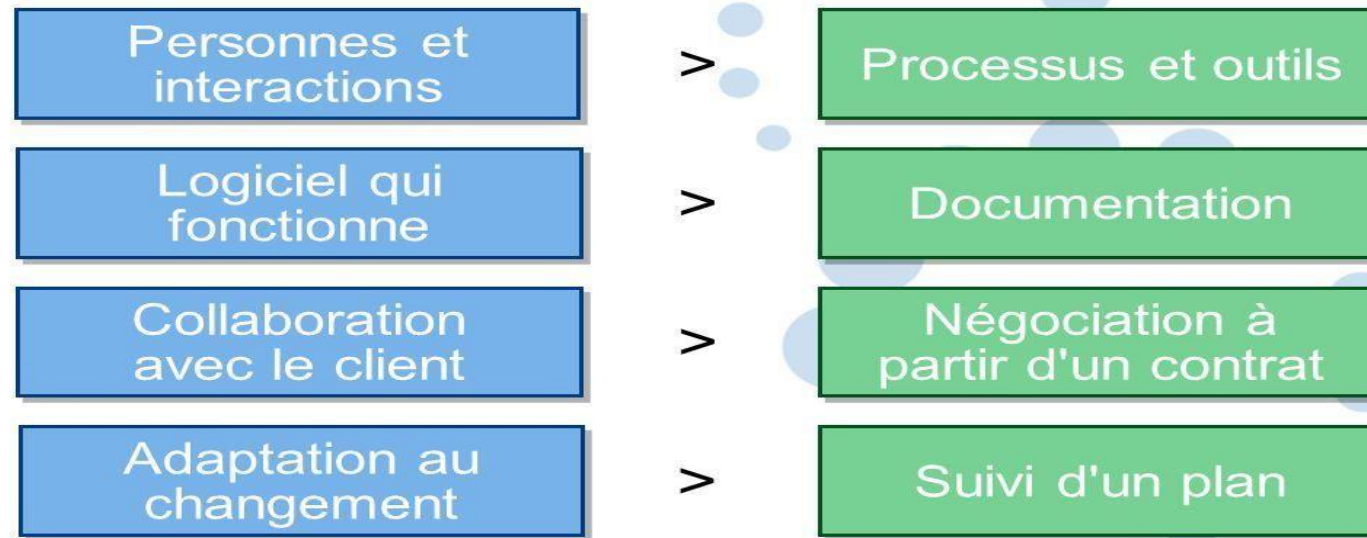 Personnes et
interactions
>
Processus et outils
Logiciel qui
fonctionne
>
Documentation
Collaboration
avec le client
>
Négociation à
partir d'un contrat
Adaptation au
changement
>
Suivi d'un plan